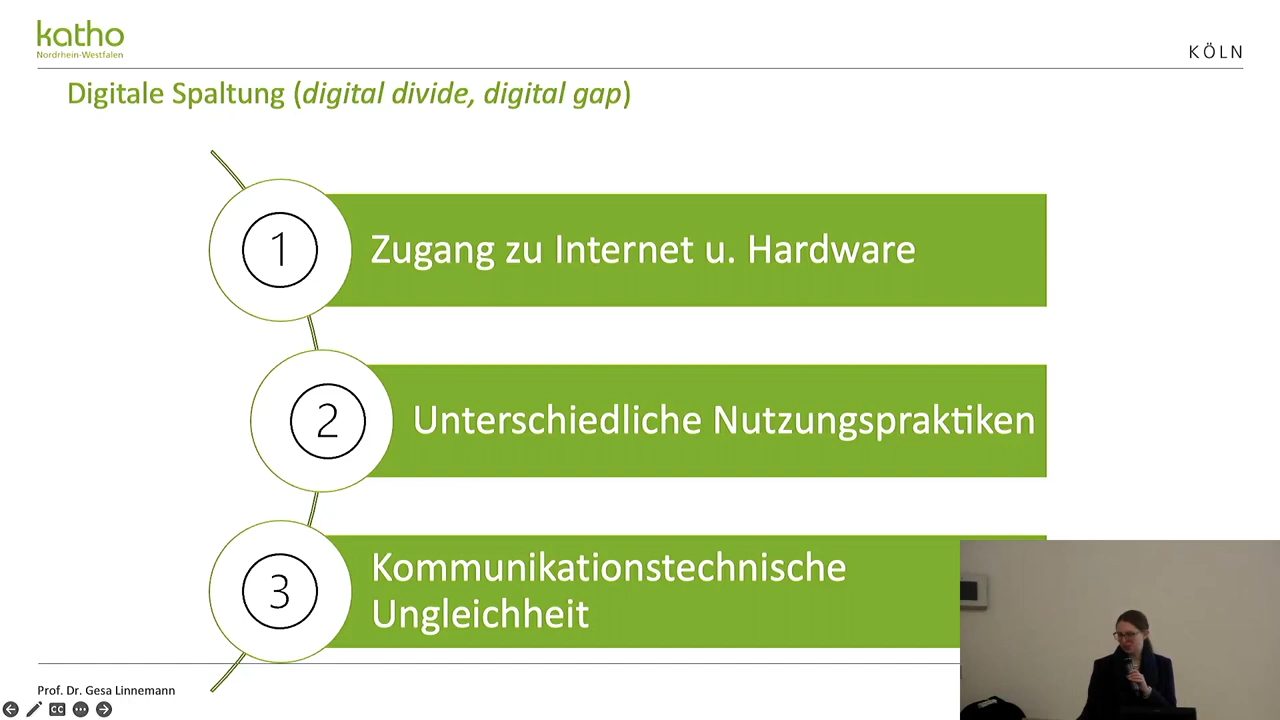 katho
Nordrhein-Westfalen
KÖLN
Digitale Spaltung (digital divide, digital gap)
1
Zugang zu Internet u. Hardware
2
Unterschiedliche Nutzungspraktiken
3
Kommunikationstechnische
Ungleichheit
Prof. Dr. Gesa Linnemann
CC